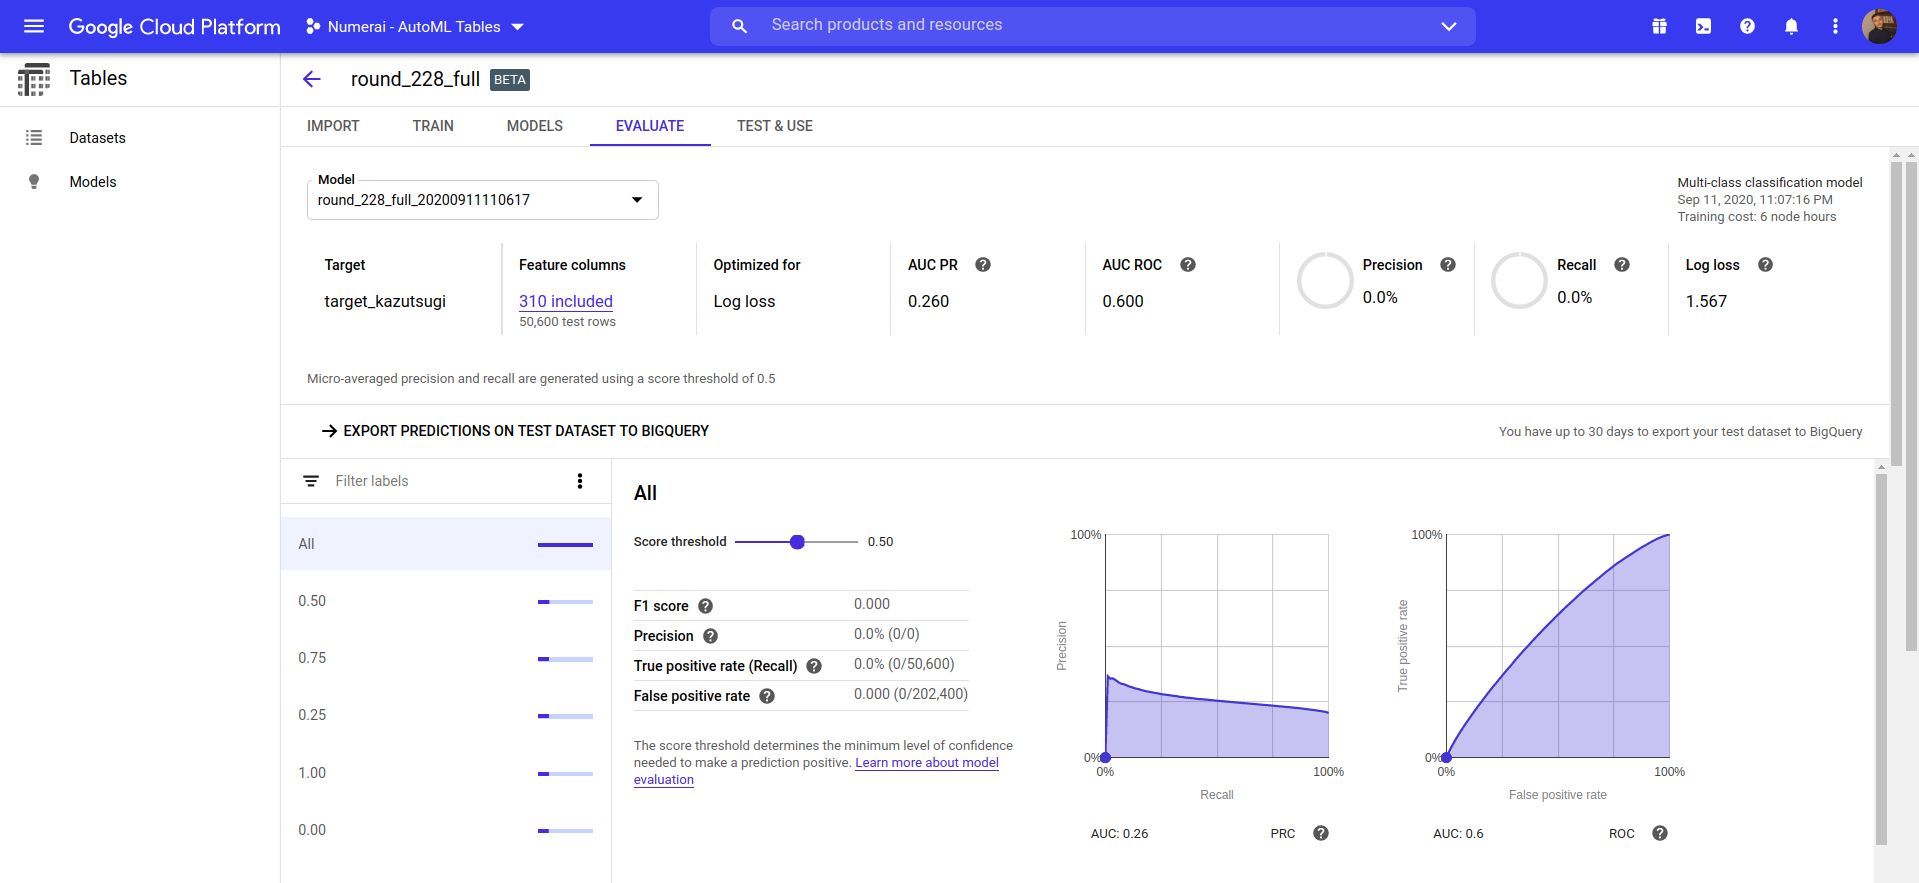 Google Cloud Platform
Numerai - AutoML Tables
Search products and resources
Tables
Datasets
Models
round_228_full BETA
IMPORT TRAIN MODELS EVALUATE TEST & USE
Model
round_228_full_20200911110617
Multi-class classification model
Sep 11, 2020, 11:07:16 PM
Training cost: 6 node hours
Target
target_kazutsugi
Feature columns
310 included
50,600 test rows
Optimized for
Log loss
AUC PR
0.260
AUC ROC
0.600
Precision
0.0%
Recall
0.0%
Log loss
1.567
Micro-averaged precision and recall are generated using a score threshold of 0.5
EXPORT PREDICTIONS ON TEST DATASET TO BIGQUERY
You have up to 30 days to export your test dataset to BigQuery
Filter labels
All
0.50
0.75
0.25
1.00
0.00
All
Score threshold 0.50
F1 score 0.000
Precision 0.0% (0/0)
True positive rate (Recall) 0.0% (0/50,600)
False positive rate 0.000 (0/202,400)
The score threshold determines the minimum level of confidence
needed to make a prediction positive. Learn more about model
evaluation
100%
Precision
0%
0% 100%
Recall
AUC: 0.26 PRC
100%
True positive rate
0%
0% 100%
False positive rate
AUC: 0.6 ROC